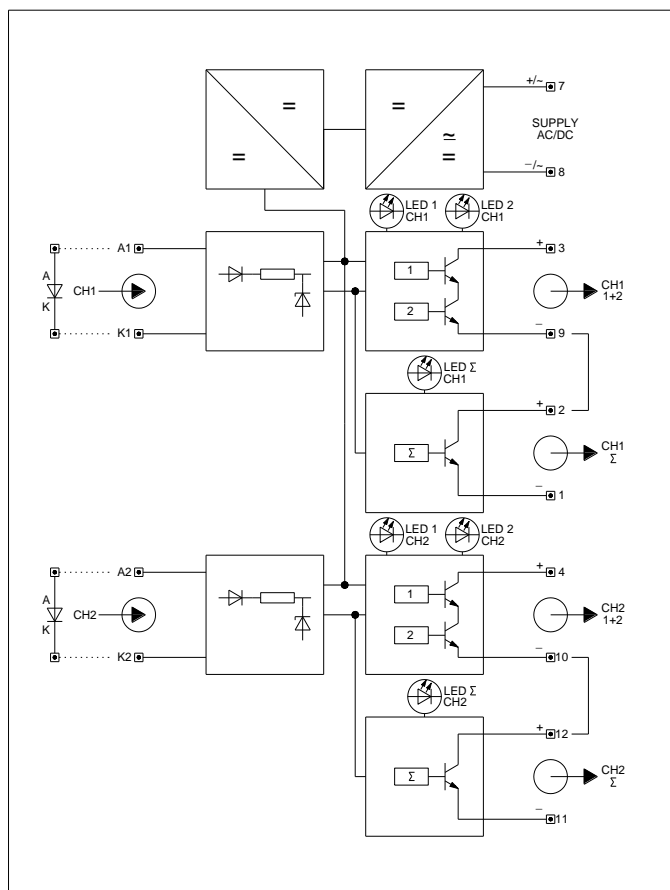 = = = ≃ =
+/~ 7
SUPPLY
AC/DC
−/~ 8
LED 1
CH1
LED 2
CH1
A1
A
CH1
K
K1
1
2
+ 3
CH1
1+2
− 9
LED Σ
CH1
Σ
+ 2
CH1
Σ
− 1
LED 1
CH2
LED 2
CH2
A2
A
CH2
K
K2
1
2
+ 4
CH2
1+2
− 10
LED Σ
CH2
Σ
+ 12
CH2
Σ
− 11